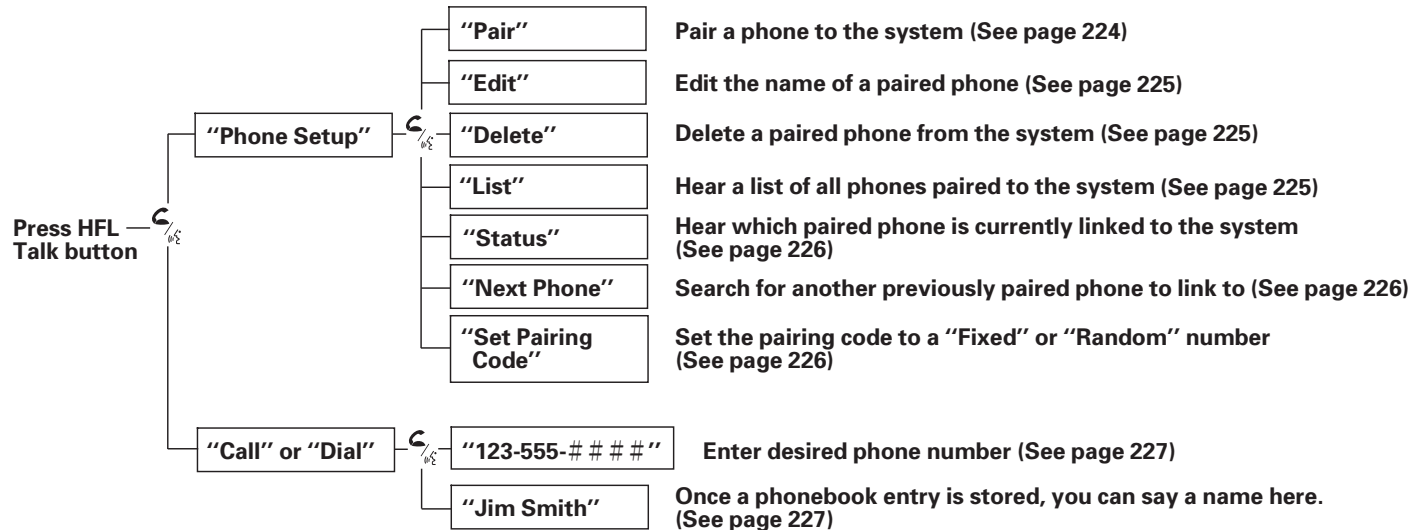 "Pair" Pair a phone to the system (See page 224)
"Edit" Edit the name of a paired phone (See page 225)
"Phone Setup" "Delete" Delete a paired phone from the system (See page 225)
"List" Hear a list of all phones paired to the system (See page 225)
Press HFL
Talk button
"Status" Hear which paired phone is currently linked to the system
(See page 226)
"Next Phone" Search for another previously paired phone to link to (See page 226)
"Set Pairing
Code"
Set the pairing code to a "Fixed" or "Random" number
(See page 226)
"Call" or "Dial" "123-555-####" Enter desired phone number (See page 227)
"Jim Smith" Once a phonebook entry is stored, you can say a name here.
(See page 227)